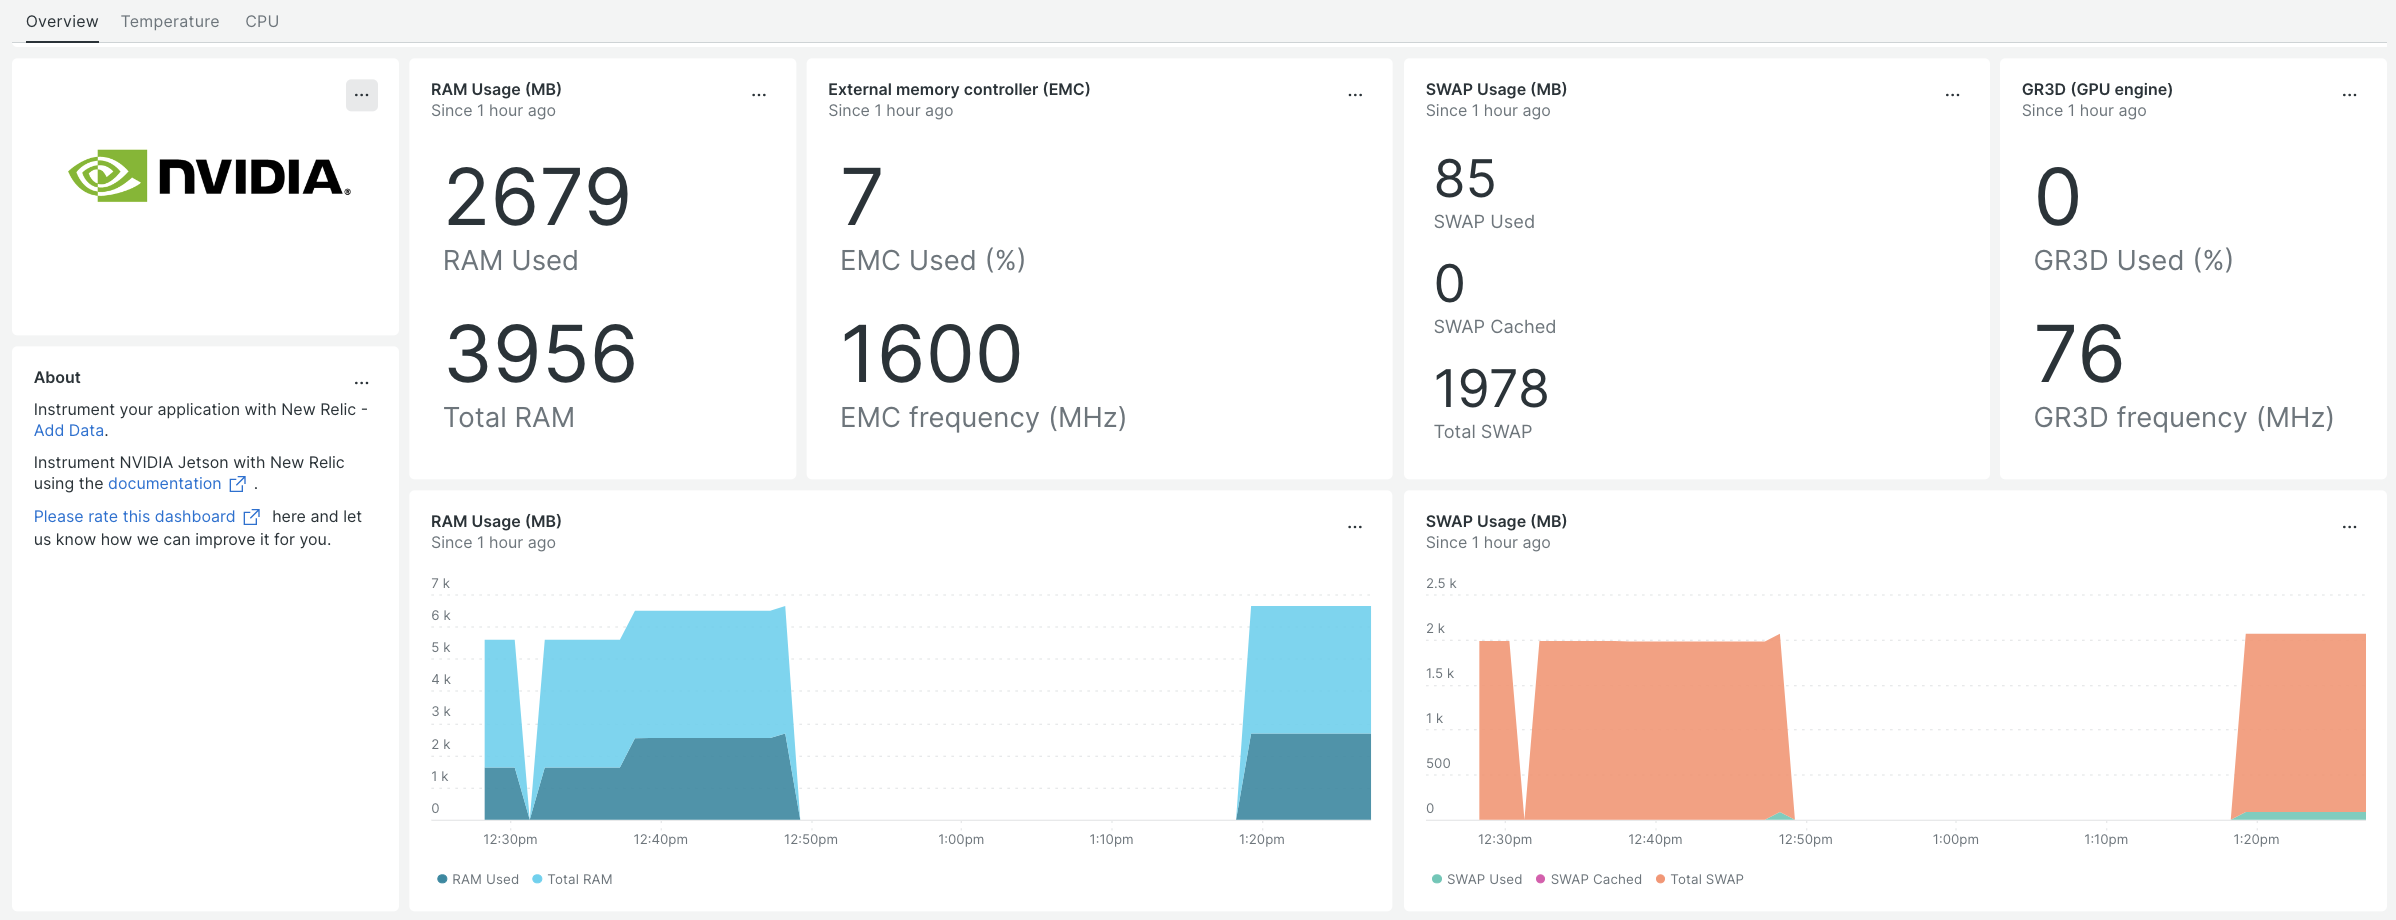 Overview Temperature CPU
...
NVIDIA®
About
...
Instrument your application with New Relic -
Add Data.
Instrument NVIDIA Jetson with New Relic
using the documentation .
Please rate this dashboard here and let
us know how we can improve it for you.
RAM Usage (MB)
...
Since 1 hour ago
2679
RAM Used
3956
Total RAM
External memory controller (EMC)
...
Since 1 hour ago
7
EMC Used (%)
1600
EMC frequency (MHz)
SWAP Usage (MB)
...
Since 1 hour ago
85
SWAP Used
0
SWAP Cached
1978
Total SWAP
GR3D (GPU engine)
...
Since 1 hour ago
0
GR3D Used (%)
76
GR3D frequency (MHz)
RAM Usage (MB)
...
Since 1 hour ago
7 k
6 k
5 k
4 k
3 k
2 k
1 k
0
12:30pm 12:40pm 12:50pm 1:00pm 1:10pm 1:20pm
RAM Used Total RAM
SWAP Usage (MB)
...
Since 1 hour ago
2.5 k
2 k
1.5 k
1 k
500
0
12:30pm 12:40pm 12:50pm 1:00pm 1:10pm 1:20pm
SWAP Used SWAP Cached Total SWAP